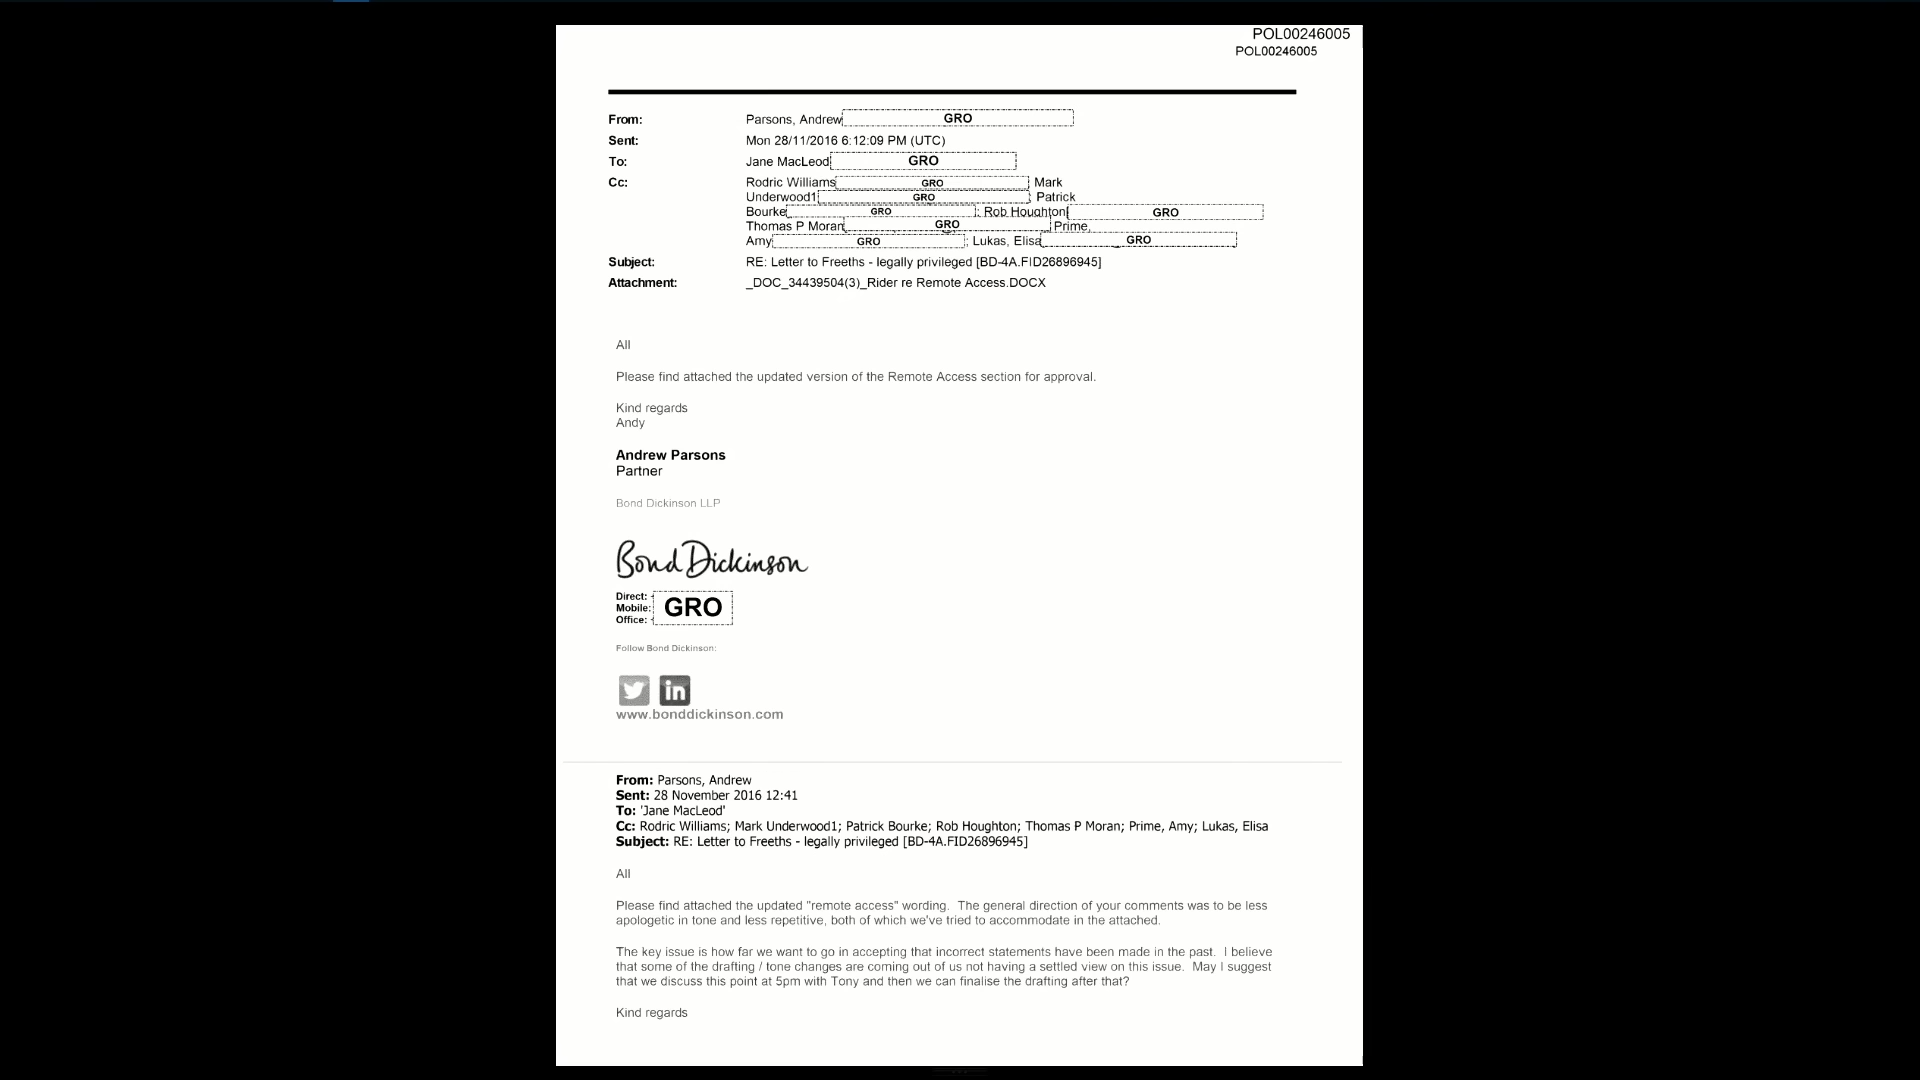 POL00246005
POL00246005
From: Parsons, Andrew GRO
Sent: Mon 28/11/2016 6:12:09 PM (UTC)
To: Jane MacLeod GRO
Cc: Rodric Williams GRO Mark
Underwood1 GRO Patrick
Bourke GRO ; Rob Houghton GRO
Thomas P Moran GRO Prime,
Amy GRO ; Lukas, Elisa GRO
Subject: RE: Letter to Freeths - legally privileged [BD-4A.FID26896945]
Attachment: _DOC_34439504(3)_Rider re Remote Access.DOCX
All
Please find attached the updated version of the Remote Access section for approval.
Kind regards
Andy
Andrew Parsons
Partner
Bond Dickinson LLP
Bond Dickinson
Direct:
Mobile: GRO
Office:
Follow Bond Dickinson:
in
www.bonddickinson.com
From: Parsons, Andrew
Sent: 28 November 2016 12:41
To: 'Jane MacLeod'
Cc: Rodric Williams; Mark Underwood1; Patrick Bourke; Rob Houghton; Thomas P Moran; Prime, Amy; Lukas, Elisa
Subject: RE: Letter to Freeths - legally privileged [BD-4A.FID26896945]
All
Please find attached the updated "remote access" wording. The general direction of your comments was to be less
apologetic in tone and less repetitive, both of which we've tried to accommodate in the attached.
The key issue is how far we want to go in accepting that incorrect statements have been made in the past. I believe
that some of the drafting / tone changes are coming out of us not having a settled view on this issue. May I suggest
that we discuss this point at 5pm with Tony and then we can finalise the drafting after that?
Kind regards